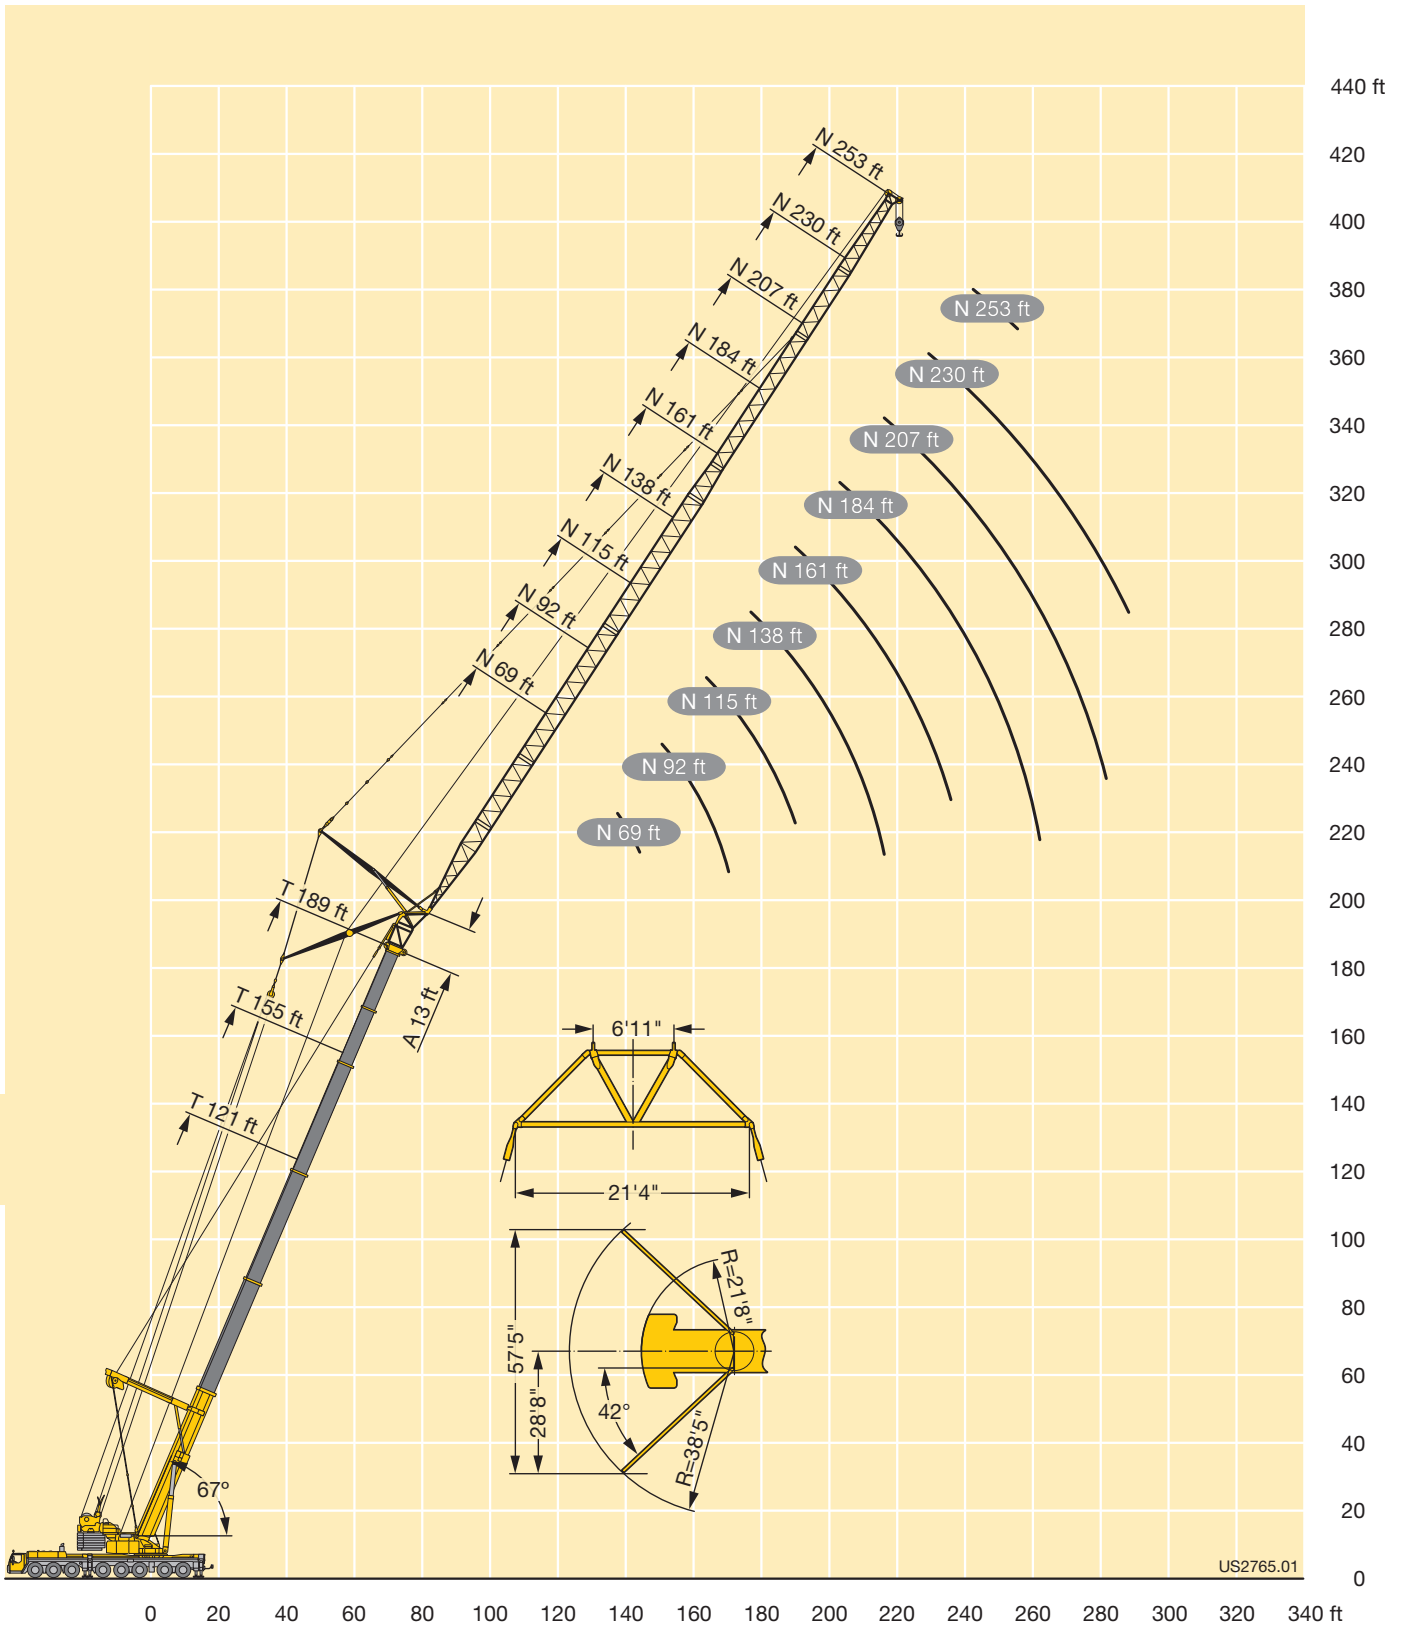 440 ft
N 253 ft
420
N 230 ft
400
N 207 ft
380
N 253 ft
N 184 ft
360
N 230 ft
N 161 ft
340
N 207 ft
N 138 ft
320
N 184 ft
N 115 ft
300
N 161 ft
N 92 ft
280
N 138 ft
N 69 ft
260
N 115 ft
240
N 92 ft
220
N 69 ft
T 189 ft
200
180
A 13 ft
T 155 ft
160
6'11"
140
T 121 ft
120
21'4"
100
R=21'8"
80
57'5"
60
28'8"
42°
R=38'5"
40
67°
20
US2765.01
0
0 20 40 60 80 100 120 140 160 180 200 220 240 260 280 300 320 340 ft